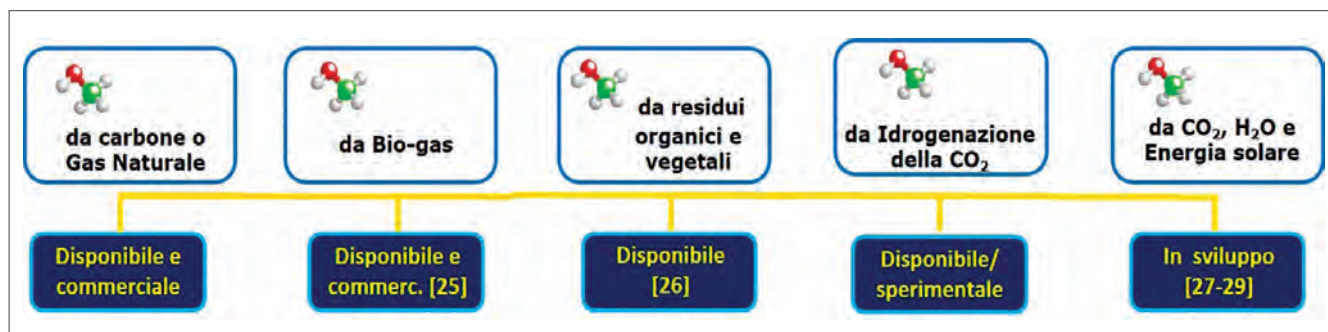 da carbone o
Gas Naturale
da Bio-gas
da residui
organici e
vegetali
da Idrogenazione
della CO₂
da CO₂, H₂O e
Energia solare
Disponibile e
commerciale
Disponibile e
commerc. [25]
Disponibile
[26]
Disponibile/
sperimentale
In sviluppo
[27-29]